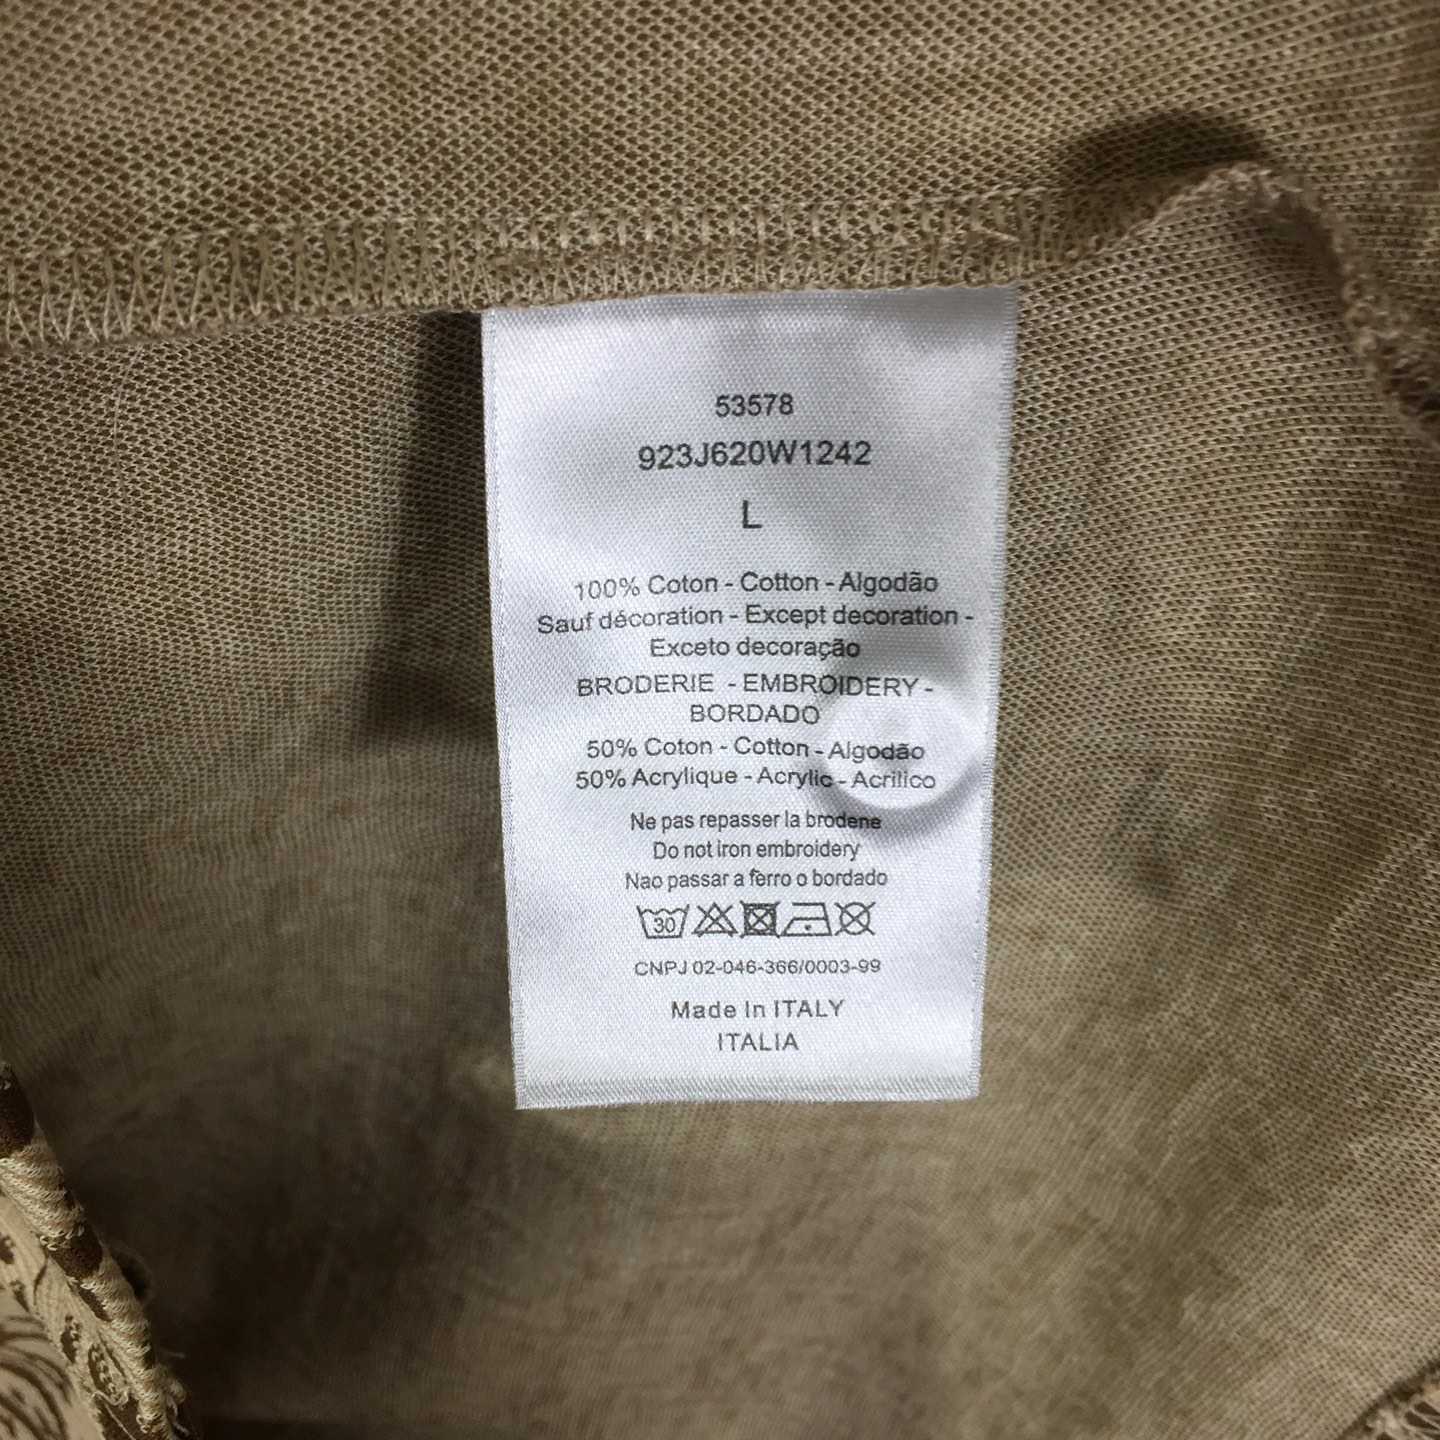 53578
923J620W1242
L
100% Coton - Cotton - Algodão
Sauf décoration - Except decoration -
Exceto decoração
BRODERIE - EMBROIDERY -
BORDADO
50% Coton - Cotton - Algodão
50% Acrylique - Acrylic - Acrilico
Ne pas repasser la brodene
Do not iron embroidery
Nao passar a ferro o bordado
30
CNPJ 02-046-366/0003-99
Made In ITALY
ITALIA